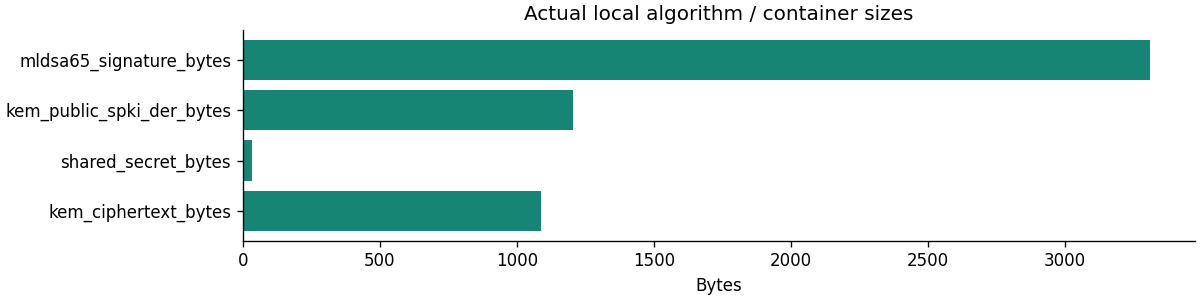 Actual local algorithm / container sizes
mldsa65_signature_bytes
kem_public_spki_der_bytes
shared_secret_bytes
kem_ciphertext_bytes
0 500 1000 1500 2000 2500 3000
Bytes